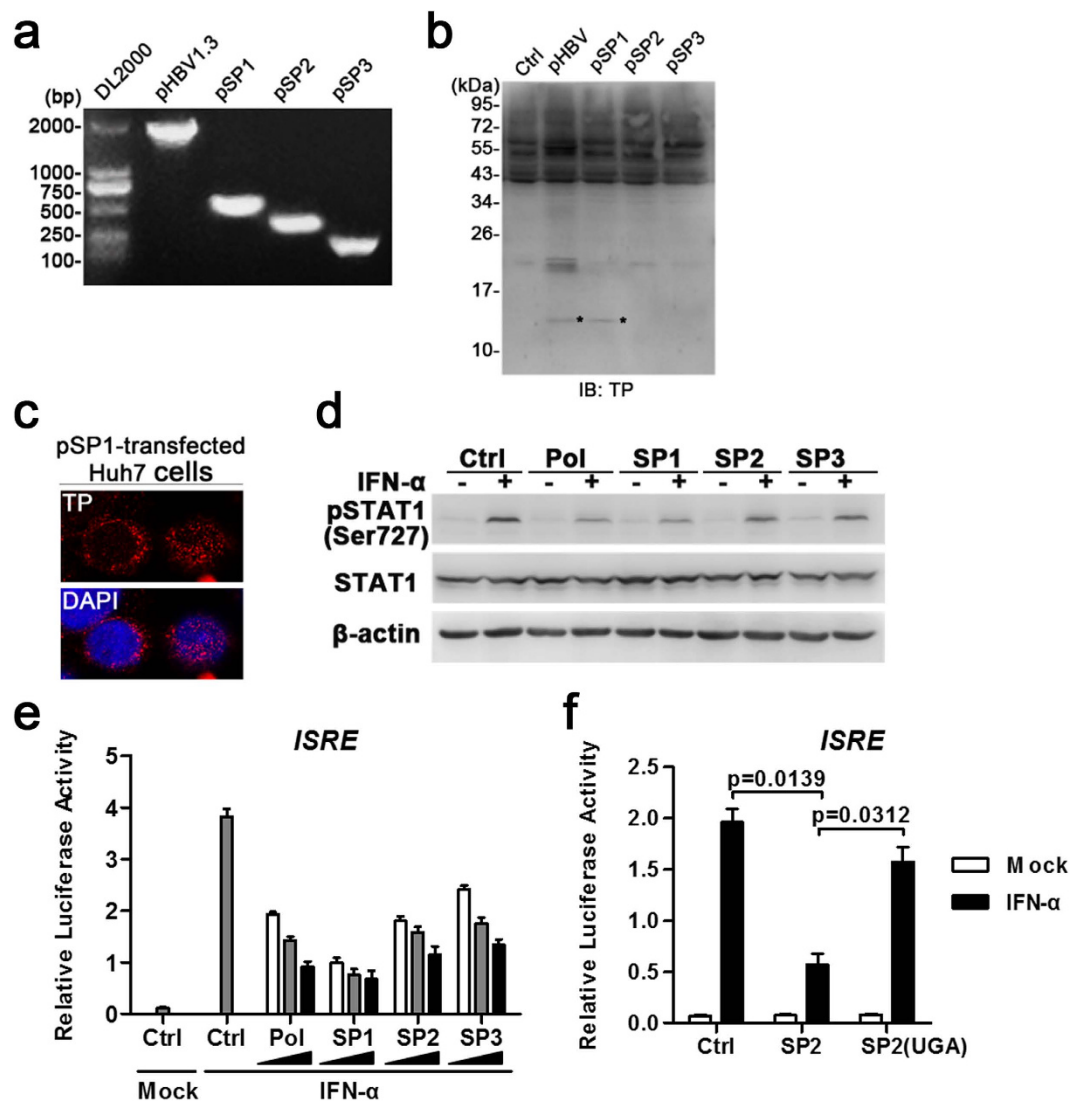 a
DL2000 pHBV1.3 pSP1 pSP2 pSP3
(bp)
2000-
1000-
750-
500-
250-
100-
b
Ctrl pHBV pSP1 pSP2 pSP3
(kDa)
95-
72-
55-
43-
34-
26-
17-
* *
10-
IB: TP
c
pSP1-transfected
Huh7 cells
TP
DAPI
d
Ctrl Pol SP1 SP2 SP3
IFN-α - + - + - + - + - +
pSTAT1
(Ser727)
STAT1
β-actin
e
ISRE
Relative Luciferase Activity
5
4
3
2
1
0
Ctrl Ctrl Pol SP1 SP2 SP3
Mock IFN-α
f
ISRE
Relative Luciferase Activity
2.5
2.0
1.5
1.0
0.5
0.0
p=0.0139
p=0.0312
Mock
IFN-α
Ctrl SP2 SP2(UGA)